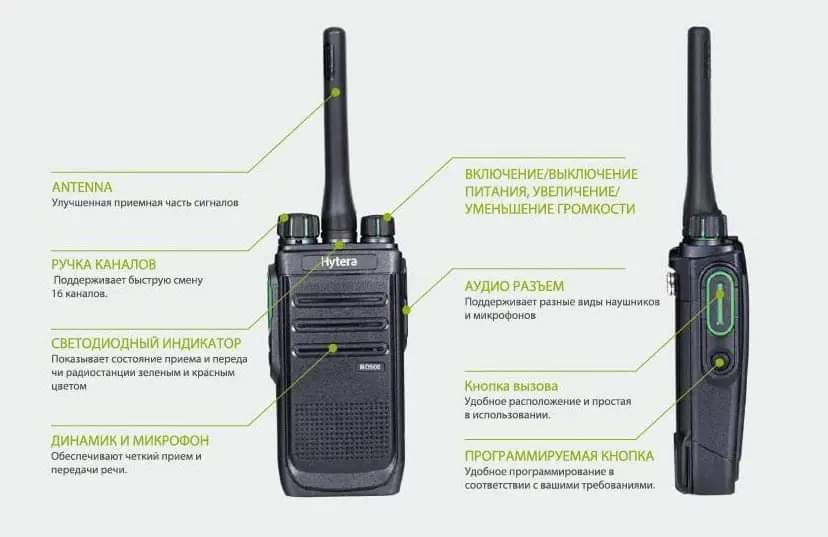 ANTENNA
Улучшенная приемная часть сигналов
РУЧКА КАНАЛОВ
Поддерживает быструю смену
16 каналов.
СВЕТОДИОДНЫЙ ИНДИКАТОР
Показывает состояние приема и переда
чи радиостанции зеленым и красным
цветом
ДИНАМИК И МИКРОФОН
Обеспечивают четкий прием и
передачи речи.
Hytera
ВКЛЮЧЕНИЕ/ВЫКЛЮЧЕНИЕ
ПИТАНИЯ, УВЕЛИЧЕНИЕ/
УМЕНЬШЕНИЕ ГРОМКОСТИ
АУДИО РАЗЪЕМ
Поддерживает разные виды наушников
и микрофонов
Кнопка вызова
Удобное расположение и простая
в использовании.
ПРОГРАММИРУЕМАЯ КНОПКА
Удобное программирование в
соответствии с вашими требованиями.